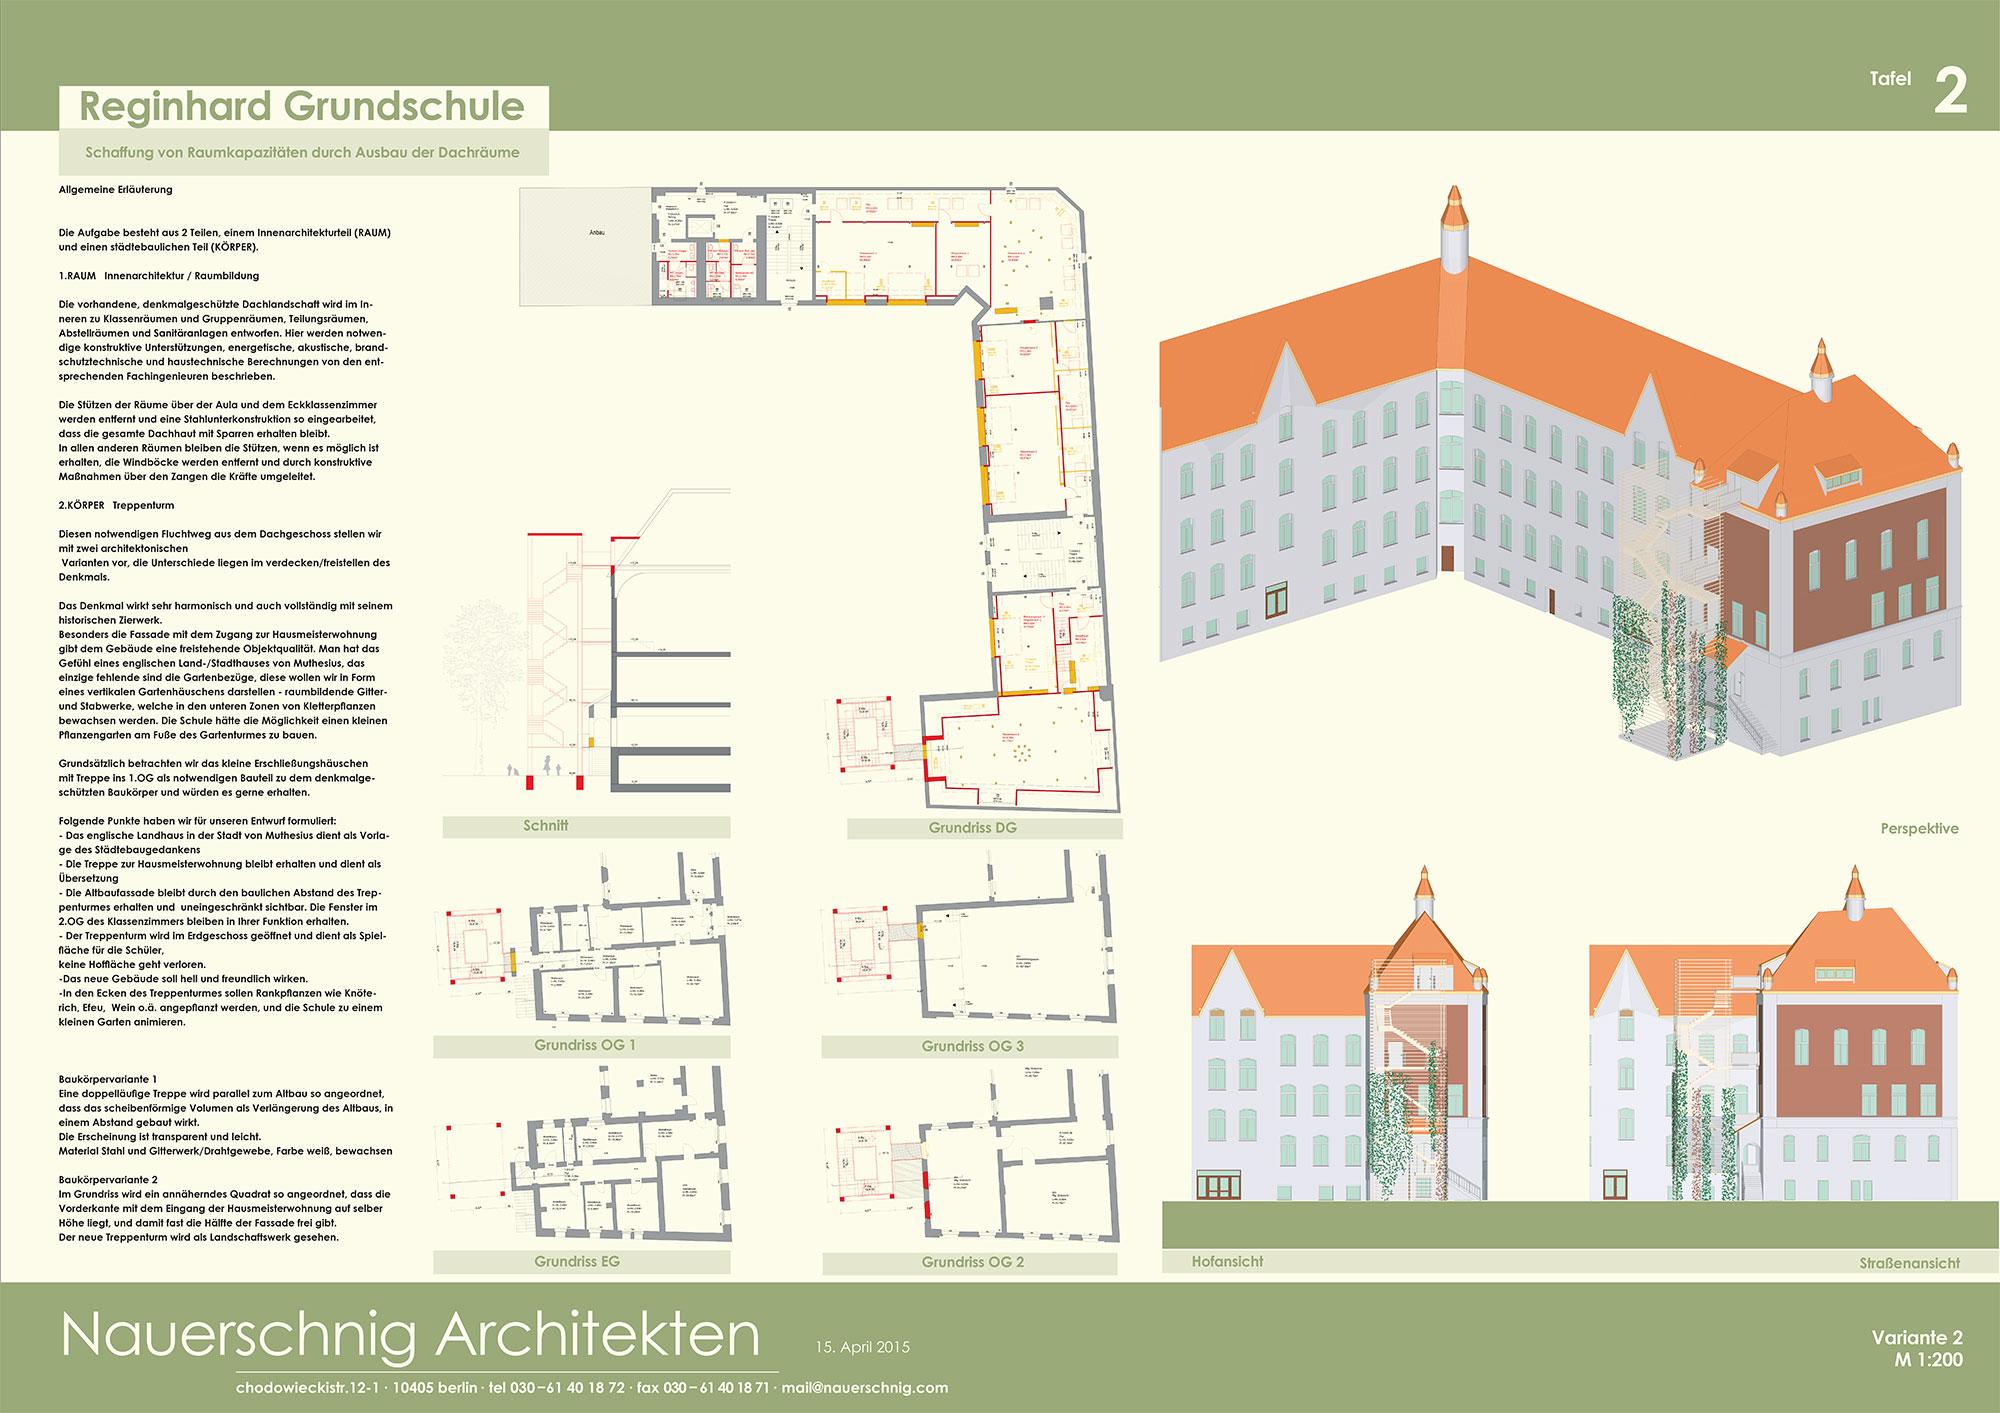 Tafel 2
Reginhard Grundschule
Schaffung von Raumkapazitäten durch Ausbau der Dachräume
Allgemeine Erläuterung
Die Aufgabe besteht aus 2 Teilen, einem Innenarchitekturteil (RAUM)
und einen städtebaulichen Teil (KÖRPER).
1.RAUM Innenarchitektur / Raumbildung
Die vorhandene, denkmalgeschützte Dachlandschaft wird im In-
neren zu Klassenräumen und Gruppenräumen, Teilungsräumen,
Abstellräumen und Sanitäranlagen entworfen. Hier werden notwen-
dige konstruktive Unterstützungen, energetische, akustische, brand-
schutztechnische und haustechnische Berechnungen von den ent-
sprechenden Fachingenieuren beschrieben.
Die Stützen der Räume über der Aula und dem Eckklassenzimmer
werden entfernt und eine Stahlunterkonstruktion so eingearbeitet,
dass die gesamte Dachhaut mit Sparren erhalten bleibt.
In allen anderen Räumen bleiben die Stützen, wenn es möglich ist
erhalten, die Windböcke werden entfernt und durch konstruktive
Maßnahmen über den Zangen die Kräfte umgeleitet.
2.KÖRPER Treppenturm
Diesen notwendigen Fluchtweg aus dem Dachgeschoss stellen wir
mit zwei architektonischen
Varianten vor, die Unterschiede liegen im verdecken/freistellen des
Denkmals.
Das Denkmal wirkt sehr harmonisch und auch vollständig mit seinem
historischen Zierwerk.
Besonders die Fassade mit dem Zugang zur Hausmeisterwohnung
gibt dem Gebäude eine freistehende Objektqualität. Man hat das
Gefühl eines englischen Land-/Stadthauses von Muthesius, das
einzige fehlende sind die Gartenbezüge, diese wollen wir in Form
eines vertikalen Gartenhäuschens darstellen - raumbildende Gitter-
und Stabwerke, welche in den unteren Zonen von Kletterpflanzen
bewachsen werden. Die Schule hätte die Möglichkeit einen kleinen
Pflanzengarten am Fuße des Gartenturmes zu bauen.
Grundsätzlich betrachten wir das kleine Erschließungshäuschen
mit Treppe ins 1.OG als notwendigen Bauteil zu dem denkmalge-
schützten Baukörper und würden es gerne erhalten.
Folgende Punkte haben wir für unseren Entwurf formuliert:
- Das englische Landhaus in der Stadt von Muthesius dient als Vorla-
ge des Städtebaugedankens
- Die Treppe zur Hausmeisterwohnung bleibt erhalten und dient als
Übersetzung
- Die Altbaufassade bleibt durch den baulichen Abstand des Trep-
penturmes erhalten und uneingeschränkt sichtbar. Die Fenster im
2.OG des Klassenzimmers bleiben in Ihrer Funktion erhalten.
- Der Treppenturm wird im Erdgeschoss geöffnet und dient als Spiel-
fläche für die Schüler,
keine Hoffläche geht verloren.
-Das neue Gebäude soll hell und freundlich wirken.
-In den Ecken des Treppenturmes sollen Rankpflanzen wie Knöte-
rich, Efeu, Wein o.ä. angepflanzt werden, und die Schule zu einem
kleinen Garten animieren.
Baukörpervariante 1
Eine doppelläufige Treppe wird parallel zum Altbau so angeordnet,
dass das scheibenförmige Volumen als Verlängerung des Altbaus, in
einem Abstand gebaut wirkt.
Die Erscheinung ist transparent und leicht.
Material Stahl und Gitterwerk/Drahtgewebe, Farbe weiß, bewachsen
Baukörpervariante 2
Im Grundriss wird ein annäherndes Quadrat so angeordnet, dass die
Vorderkante mit dem Eingang der Hausmeisterwohnung auf selber
Höhe liegt, und damit fast die Hälfte der Fassade frei gibt.
Der neue Treppenturm wird als Landschaftswerk gesehen.
Anbau
Schnitt
Grundriss DG
Perspektive
Grundriss OG 1
Grundriss OG 3
Grundriss EG
Grundriss OG 2
Hofansicht
Straßenansicht
Nauerschnig Architekten
15. April 2015
chodowieckistr.12-1 · 10405 berlin · tel 030–61 40 18 72 · fax 030–61 40 18 71 · mail@nauerschnig.com
Variante 2
M 1:200